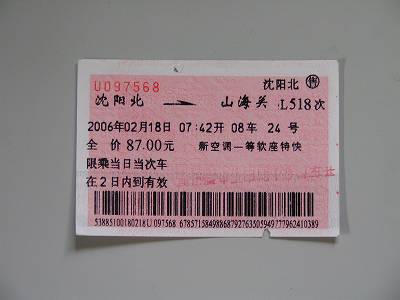 U097568 沈阳北 售
沈阳北 → 山海关 L518次
2006年02月18日 07:42开 08车 24号
全 价 87.00元 新空调一等软座特快
限乘当日当次车
在2日内到有效